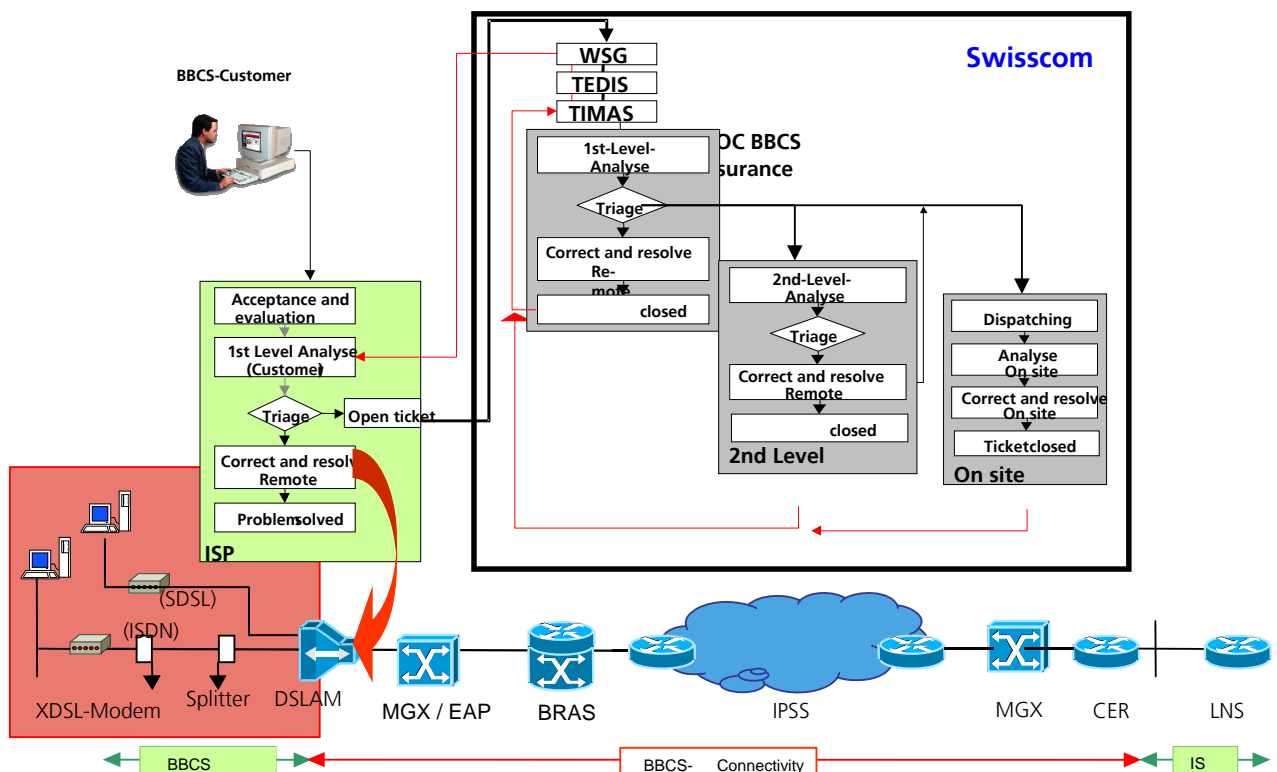 BBCS-Customer
Swisscom
WSG
TEDIS
TIMAS
OC BBCS
surance
1st-Level-
Analyse
Triage
Correct and resolve
Re-
mote
closed
2nd-Level-
Analyse
Triage
Correct and resolve
Remote
closed
2nd Level
Dispatching
Analyse
On site
Correct and resolve
On site
Ticketclosed
On site
Acceptance and
evaluation
1st Level Analyse
(Customer)
Triage
Open ticket
Correct and resolv
Remote
Problemsolved
ISP
(SDSL)
(ISDN)
XDSL-Modem
Splitter
DSLAM
MGX / EAP
BRAS
IPSS
MGX
CER
LNS
BBCS
BBCS- Connectivity
IS